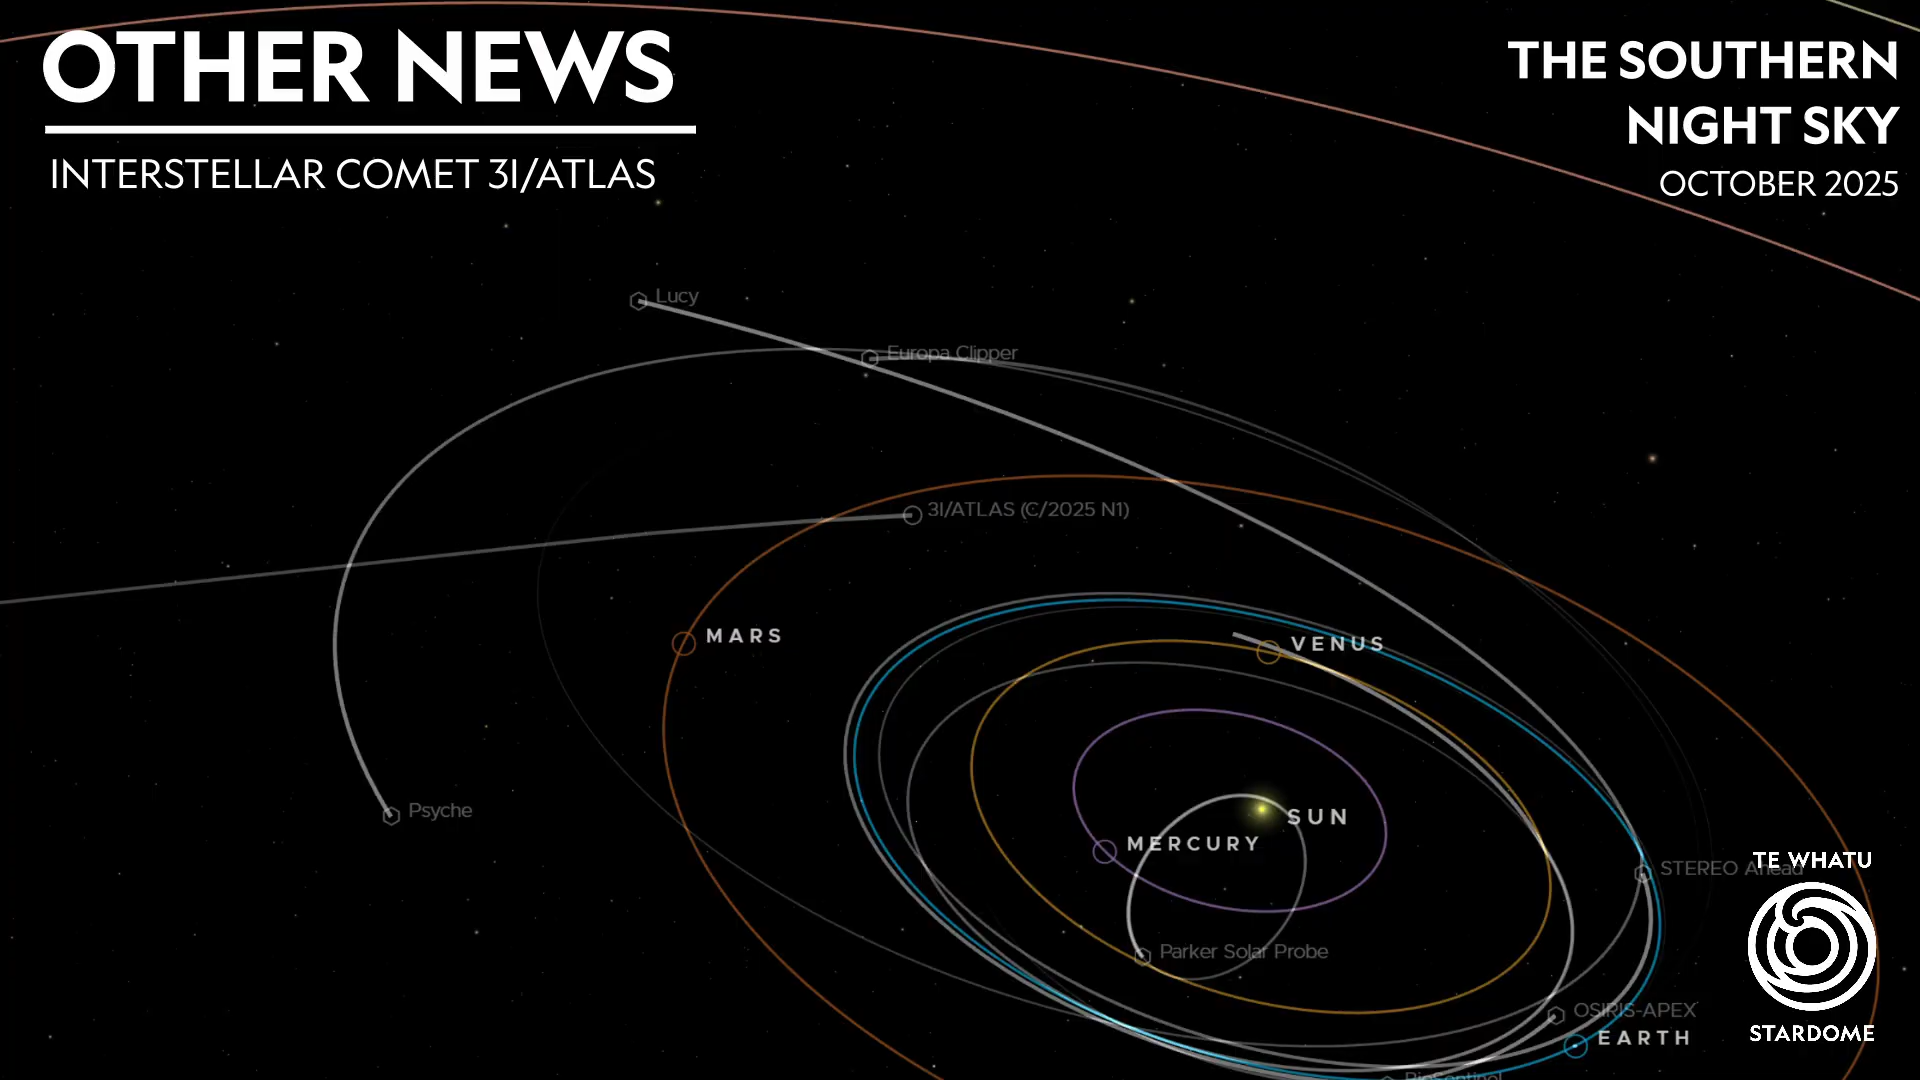 OTHER NEWS
INTERSTELLAR COMET 3I/ATLAS
THE SOUTHERN
NIGHT SKY
OCTOBER 2025
Lucy
Europa Clipper
3I/ATLAS (C/2025 N1)
MARS
VENUS
Psyche
SUN
MERCURY
TE WHATU
STEREO Ahead
Parker Solar Probe
OSIRIS-APEX
STARDOME
EARTH
BioSentinel